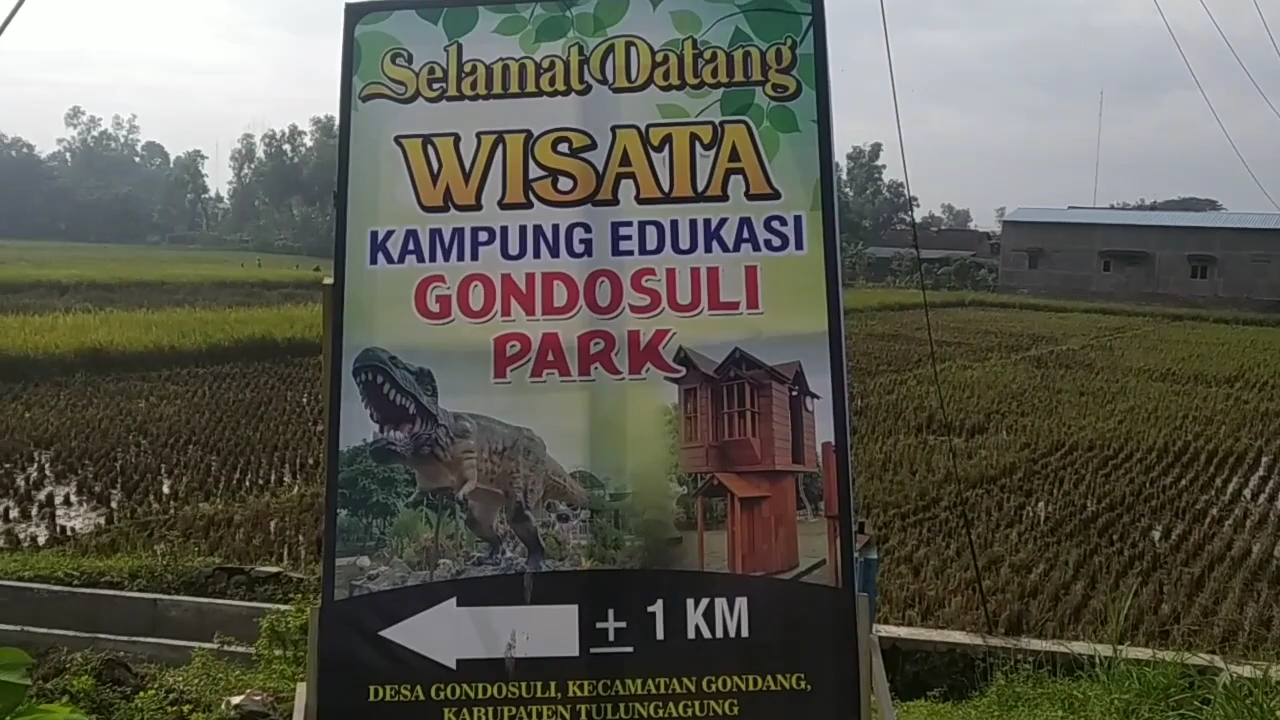 Selamat Datang
WISATA
KAMPUNG EDUKASI
GONDOSULI
PARK
± 1 KM
DESA GONDOSULI, KECAMATAN GONDANG,
KABUPATEN TULUNGAGUNG